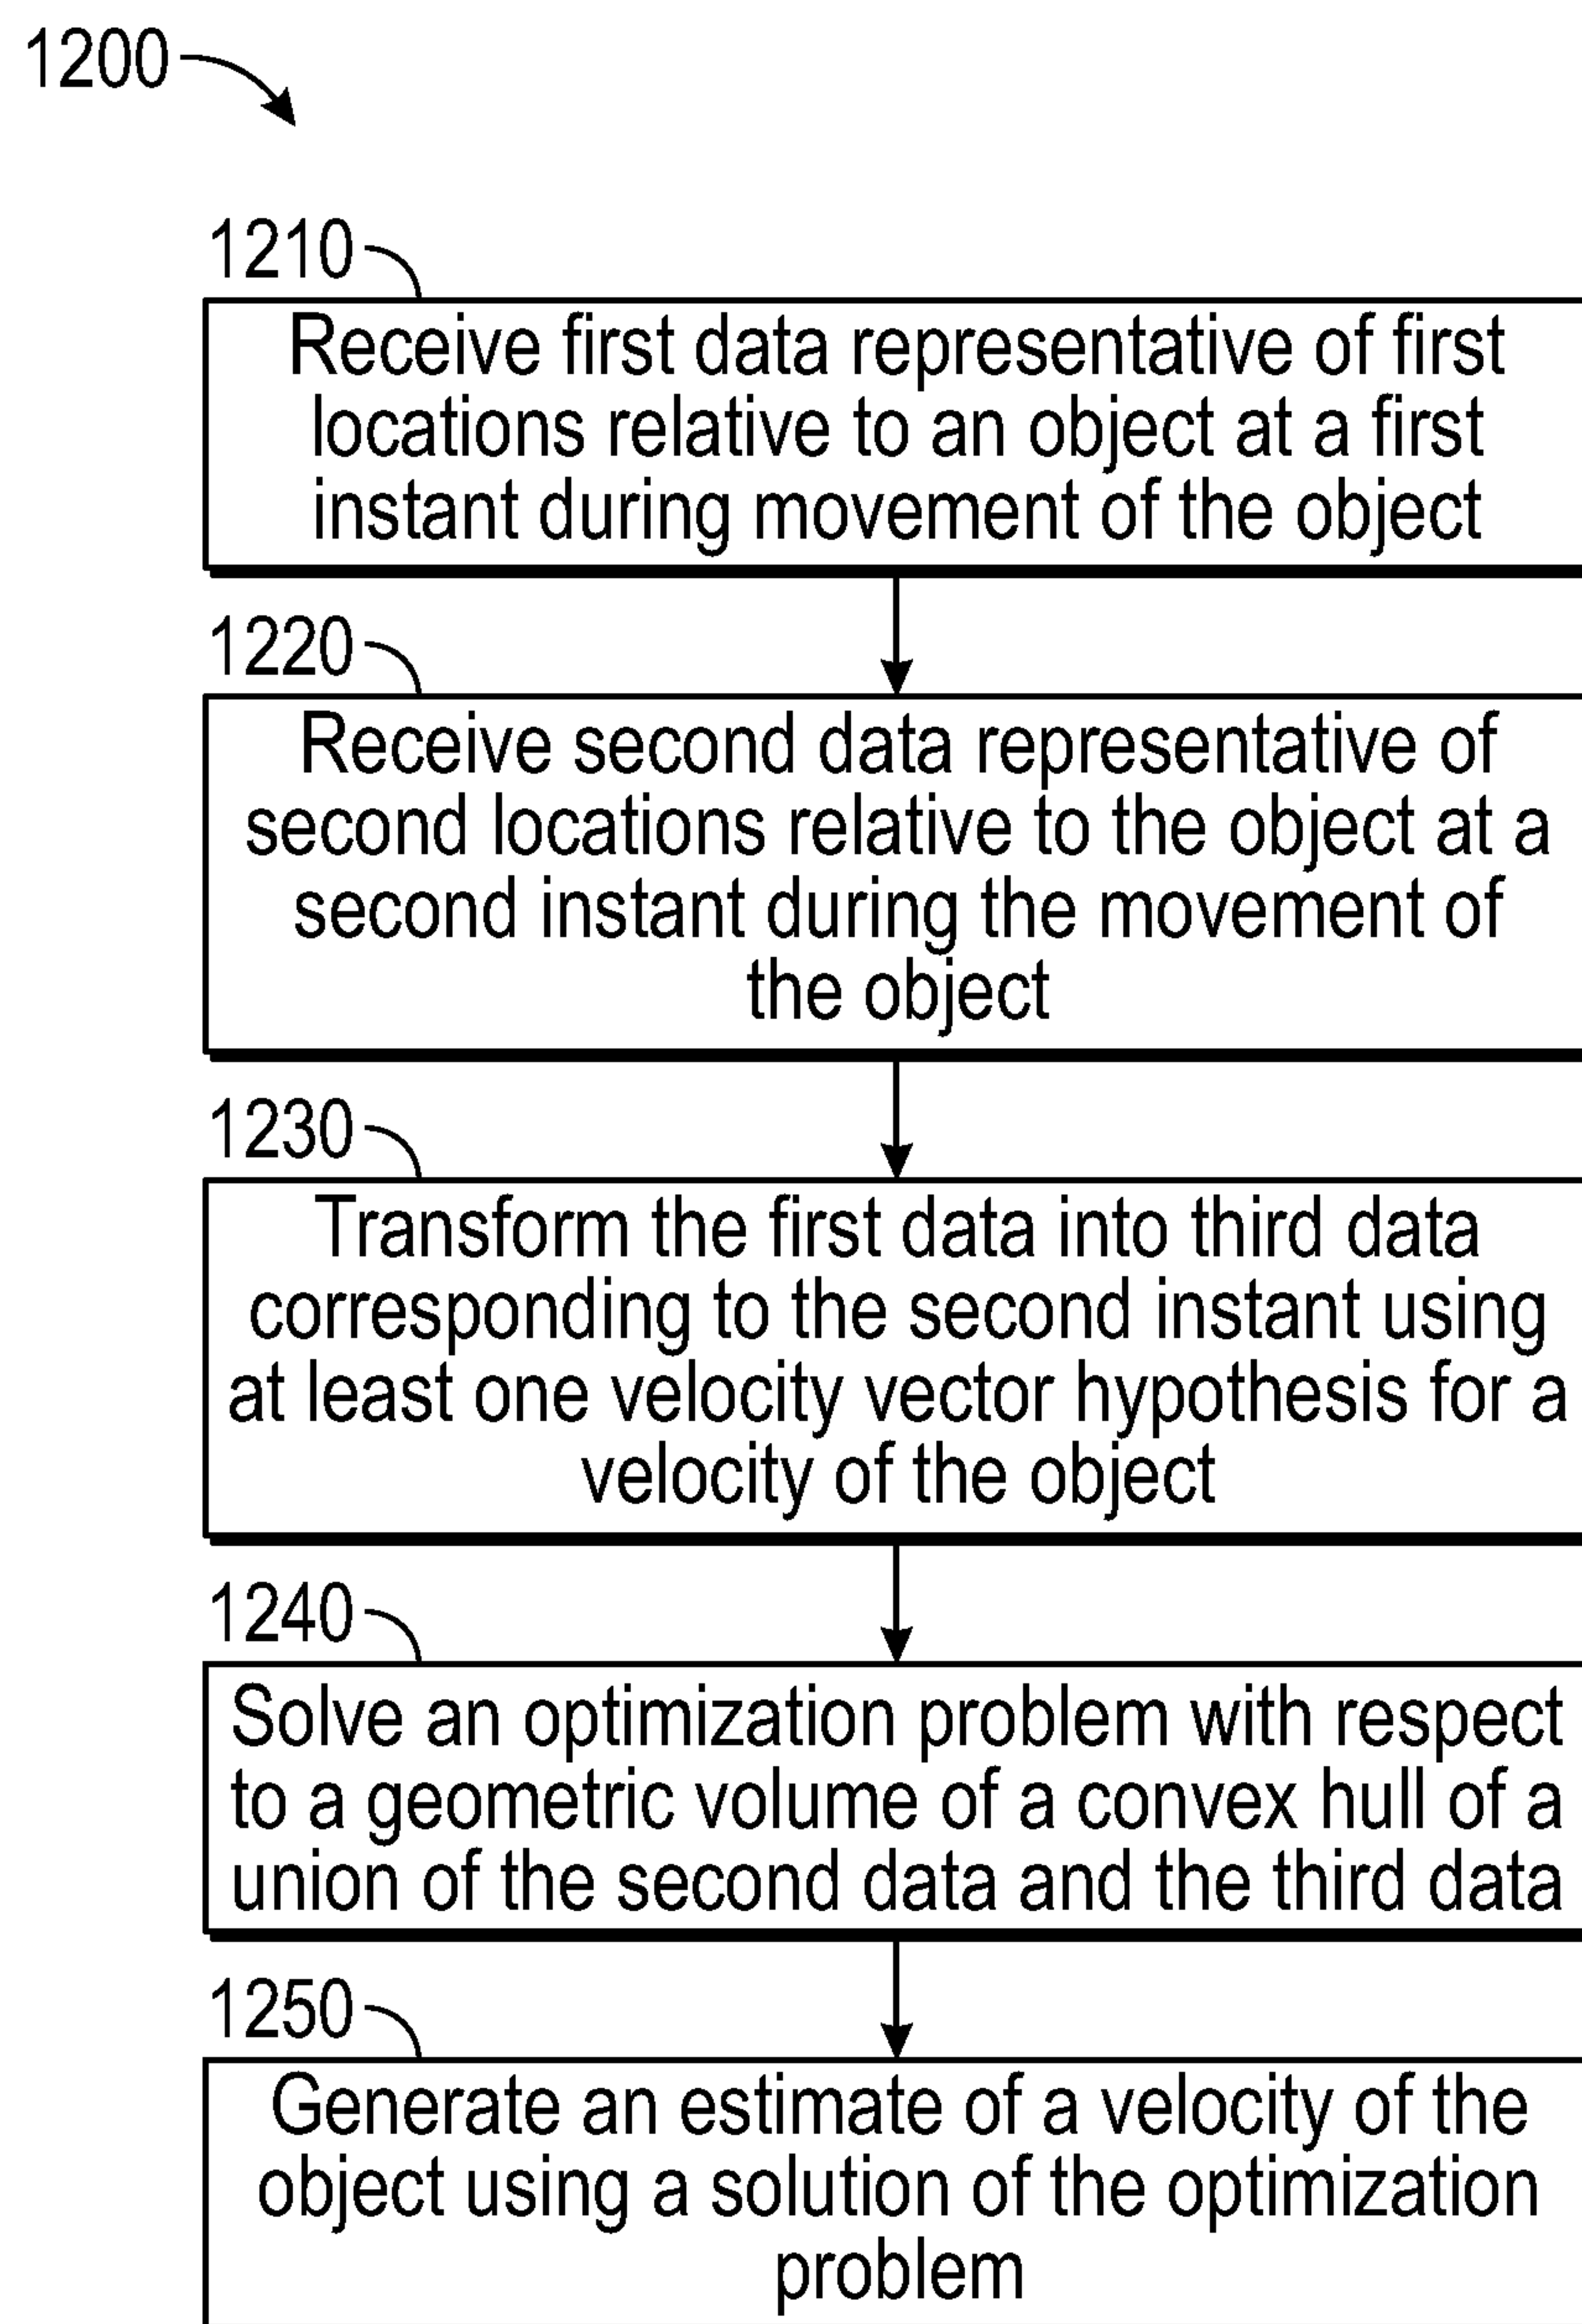 1200
1210
Receive first data representative of first
locations relative to an object at a first
instant during movement of the object
1220
Receive second data representative of
second locations relative to the object at a
second instant during the movement of
the object
1230
Transform the first data into third data
corresponding to the second instant using
at least one velocity vector hypothesis for a
velocity of the object
1240
Solve an optimization problem with respect
to a geometric volume of a convex hull of a
union of the second data and the third data
1250
Generate an estimate of a velocity of the
object using a solution of the optimization
problem